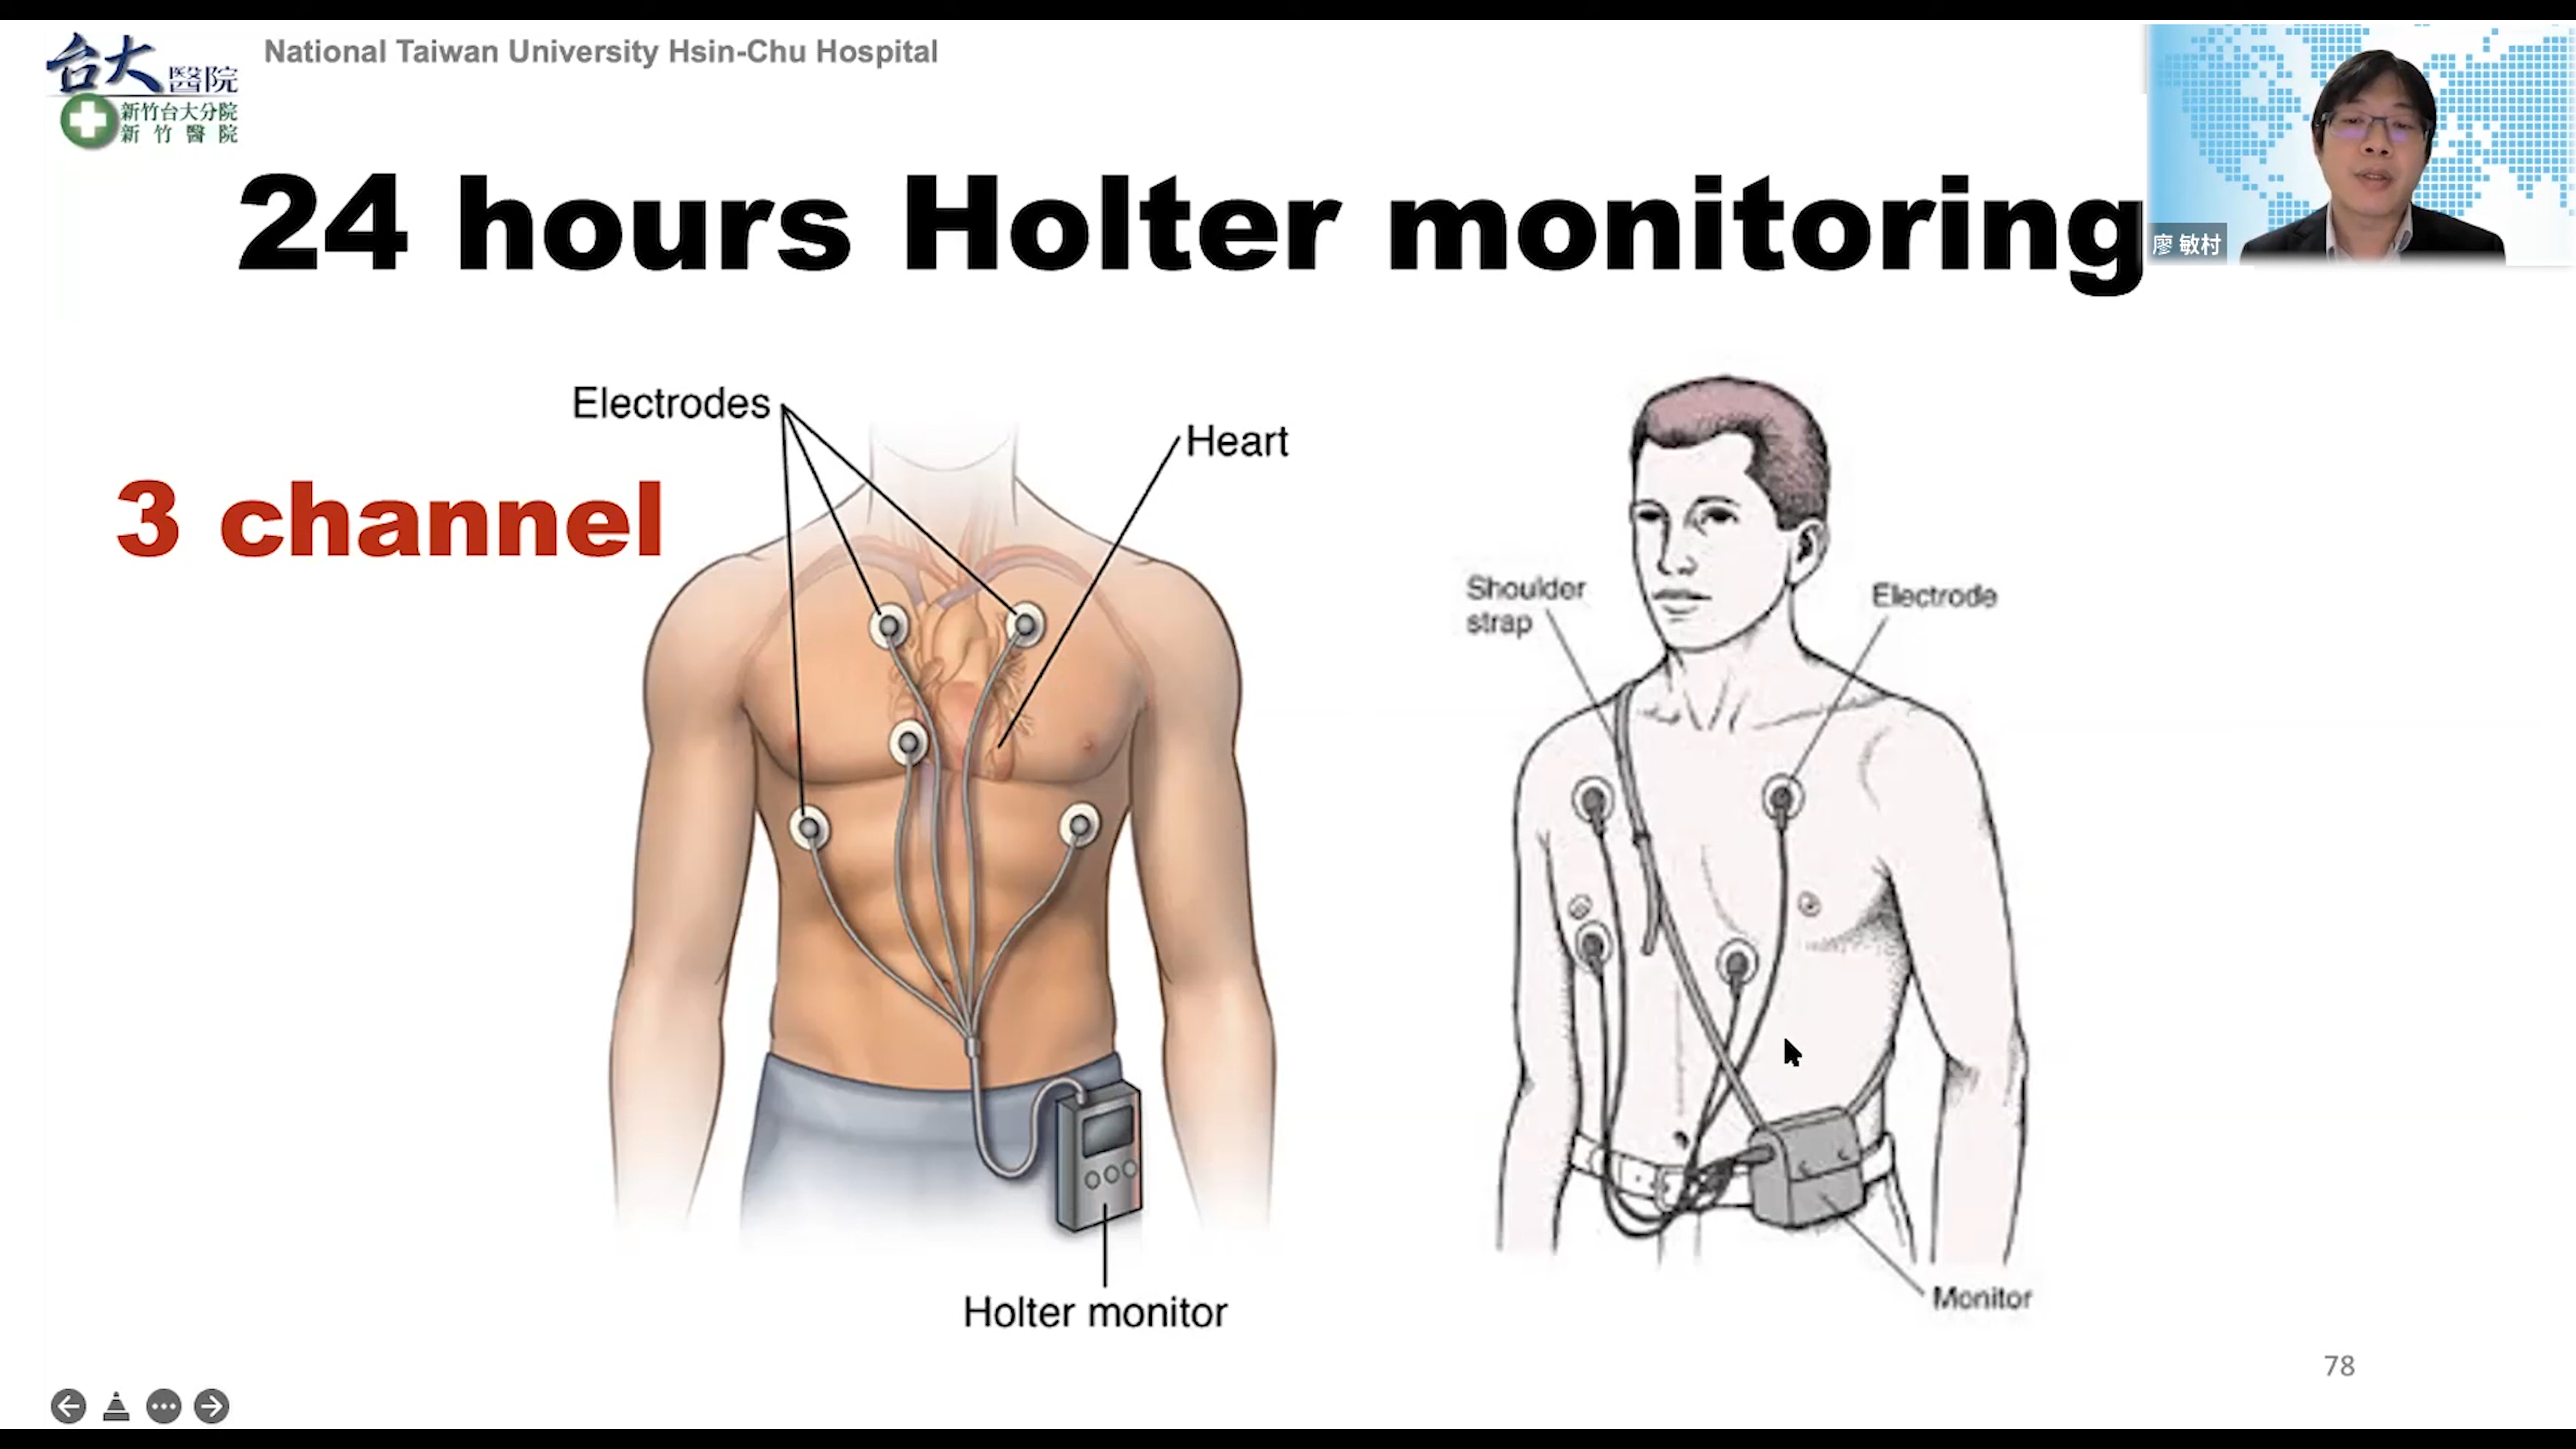 台大醫院
新竹台大分院
新竹醫院
National Taiwan University Hsin-Chu Hospital
廖 敏村
24 hours Holter monitoring
3 channel
Electrodes
Heart
Holter monitor
Shoulder
strap
Electrode
Monitor
78